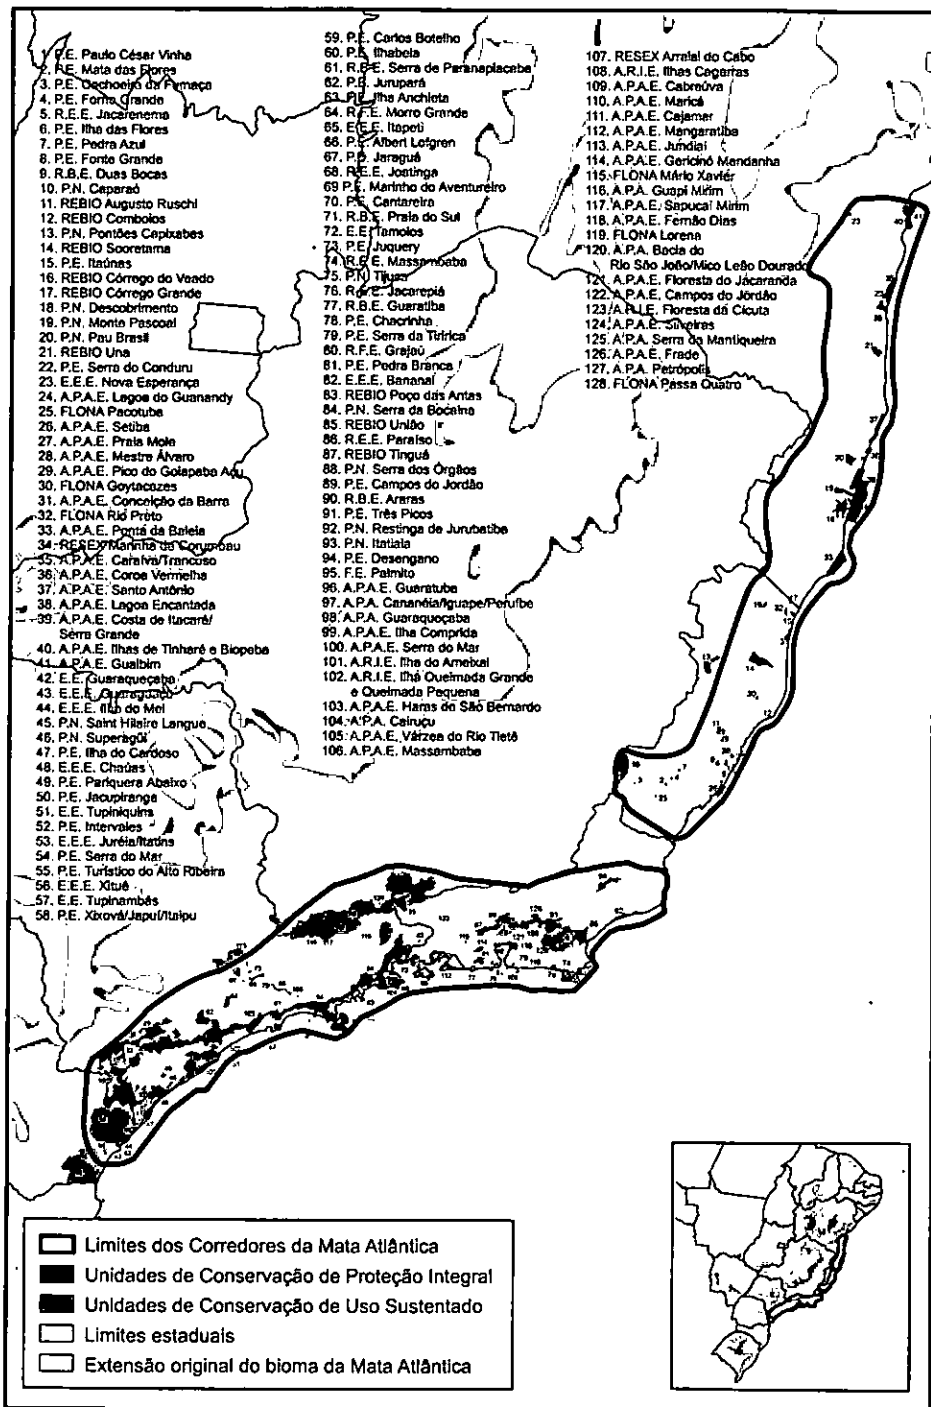 1. P.E. Paulo César Vinha
2. P.E. Mata das Flores
3. P.E. Cachoeira da Fumaça
4. P.E. Forno Grande
5. R.E.E. Jacarenema
6. P.E. Ilha das Flores
7. P.E. Pedra Azul
8. P.E. Fonte Grande
9. R.B.E. Duas Bocas
10. P.N. Caparaó
11. REBIO Augusto Ruschi
12. REBIO Comboios
13. P.N. Pontões Capixabas
14. REBIO Sooretama
15. P.E. Itaúnas
16. REBIO Córrego do Veado
17. REBIO Córrego Grande
18. P.N. Descobrimento
19. P.N. Monte Pascoal
20. P.N. Pau Brasil
21. REBIO Una
22. P.E. Serra do Conduru
23. E.E.E. Nova Esperança
24. A.P.A.E. Lagoa do Guanandy
25. FLONA Pacotuba
26. A.P.A.E. Setiba
27. A.P.A.E. Praia Mole
28. A.P.A.E. Mestre Álvaro
29. A.P.A.E. Pico do Goiapaba Açu
30. FLONA Goytacazes
31. A.P.A.E. Conceição da Barra
32. FLONA Rio Preto
33. A.P.A.E. Ponta da Baleia
34. RESEX Marinha de Corumbau
35. A.P.A.E. Caraíva/Trancoso
36. A.P.A.E. Coroa Vermelha
37. A.P.A.E. Santo Antônio
38. A.P.A.E. Lagoa Encantada
39. A.P.A.E. Costa de Itacaré/
Serra Grande
40. A.P.A.E. Ilhas de Tinharé e Biopeba
41. A.P.A.E. Guaibim
42. E.E. Guaraqueçaba
43. E.E.E. Guaraguaçu
44. E.E.E. Ilha do Mel
45. P.N. Saint Hilaire Langue
46. P.N. Superagüi
47. P.E. Ilha do Cardoso
48. E.E.E. Chaúas
49. P.E. Pariquera Abaixo
50. P.E. Jacupiranga
51. E.E. Tupiniquins
52. P.E. Intervales
53. E.E.E. Juréia/Itatins
54. P.E. Serra do Mar
55. P.E. Turístico do Alto Ribeira
56. E.E.E. Xitué
57. E.E. Tupinambás
58. P.E. Xixová/Japuí/Itaipu
59. P.E. Carlos Botelho
60. P.E. Ilhabela
61. R.B.E. Serra de Paranapiacaba
62. P.E. Jurupará
63. P.E. Ilha Anchieta
64. R.F.E. Morro Grande
65. E.E.E. Itapeti
66. P.E. Albert Lofgren
67. P.E. Jaraguá
68. R.E.E. Joatinga
69 P.E. Marinho do Aventureiro
70. P.E. Cantareira
71. R.B.E. Praia do Sul
72. E.E. Tamoios
73. P.E. Juquery
74. R.E.E. Massambaba
75. P.N. Tijuca
76. R.E.E. Jacarepiá
77. R.B.E. Guaratiba
78. P.E. Chacrinha
79. P.E. Serra da Tiririca
80. R.F.E. Grajaú
81. P.E. Pedra Branca
82. E.E.E. Bananal
83. REBIO Poço das Antas
84. P.N. Serra da Bocaina
85. REBIO União
86. R.E.E. Paraíso
87. REBIO Tinguá
88. P.N. Serra dos Órgãos
89. P.E. Campos do Jordão
90. R.B.E. Araras
91. P.E. Três Picos
92. P.N. Restinga de Jurubatiba
93. P.N. Itatiaia
94. P.E. Desengano
95. F.E. Palmito
96. A.P.A.E. Guaratuba
97. A.P.A. Cananéia/Iguape/Peruíbe
98. A.P.A. Guaraqueçaba
99. A.P.A.E. Ilha Comprida
100. A.P.A.E. Serra do Mar
101. A.R.I.E. Ilha do Ameixal
102. A.R.I.E. Ilha Queimada Grande
e Queimada Pequena
103. A.P.A.E. Haras de São Bernardo
104. A.P.A. Cairuçu
105. A.P.A.E. Várzea do Rio Tietê
106. A.P.A.E. Massambaba
107. RESEX Arraial do Cabo
108. A.R.I.E. Ilhas Cagarras
109. A.P.A.E. Cabreúva
110. A.P.A.E. Maricá
111. A.P.A.E. Cajamar
112. A.P.A.E. Mangaratiba
113. A.P.A.E. Jundiaí
114. A.P.A.E. Gericinó Mendanha
115. FLONA Mário Xavier
116. A.P.A. Guapi Mirim
117. A.P.A.E. Sapucaí Mirim
118. A.P.A.E. Fernão Dias
119. FLONA Lorena
120. A.P.A. Bacia do
Rio São João/Mico Leão Dourado
121. A.P.A.E. Floresta do Jacaranda
122. A.P.A.E. Campos do Jordão
123. A.R.I.E. Floresta da Cicuta
124. A.P.A.E. Silveiras
125. A.P.A. Serra da Mantiqueira
126. A.P.A.E. Frade
127. A.P.A. Petrópolis
128. FLONA Passa Quatro
Limites dos Corredores da Mata Atlântica
Unidades de Conservação de Proteção Integral
Unidades de Conservação de Uso Sustentado
Limites estaduais
Extensão original do bioma da Mata Atlântica